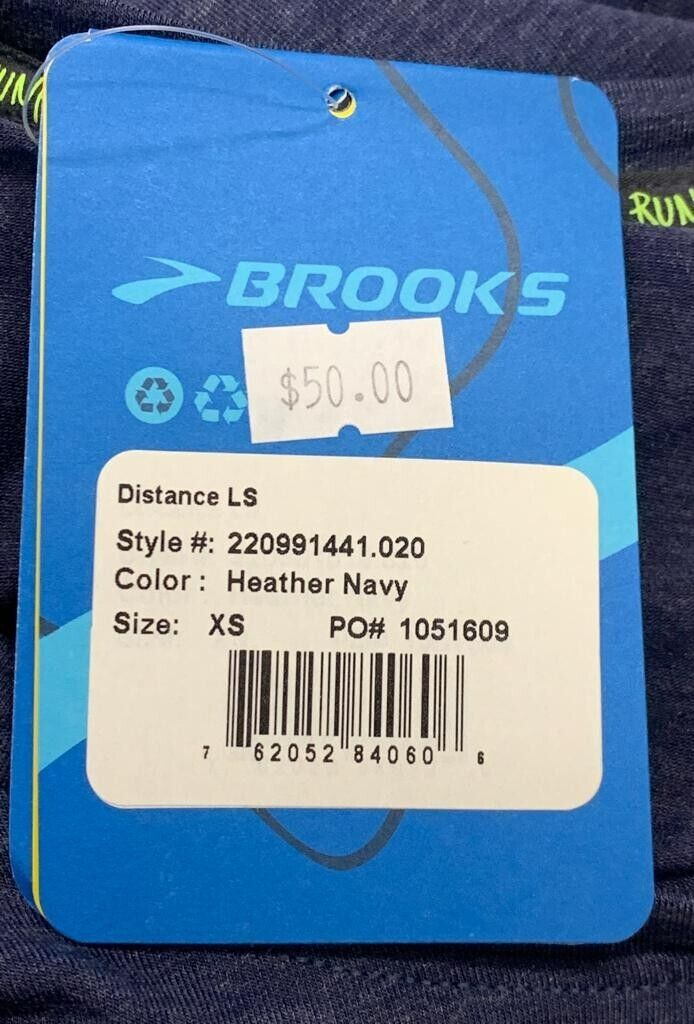 RUN
BROOKS
$50.00
Distance LS
Style #: 220991441.020
Color : Heather Navy
Size: XS PO# 1051609
7 62052 84060 6